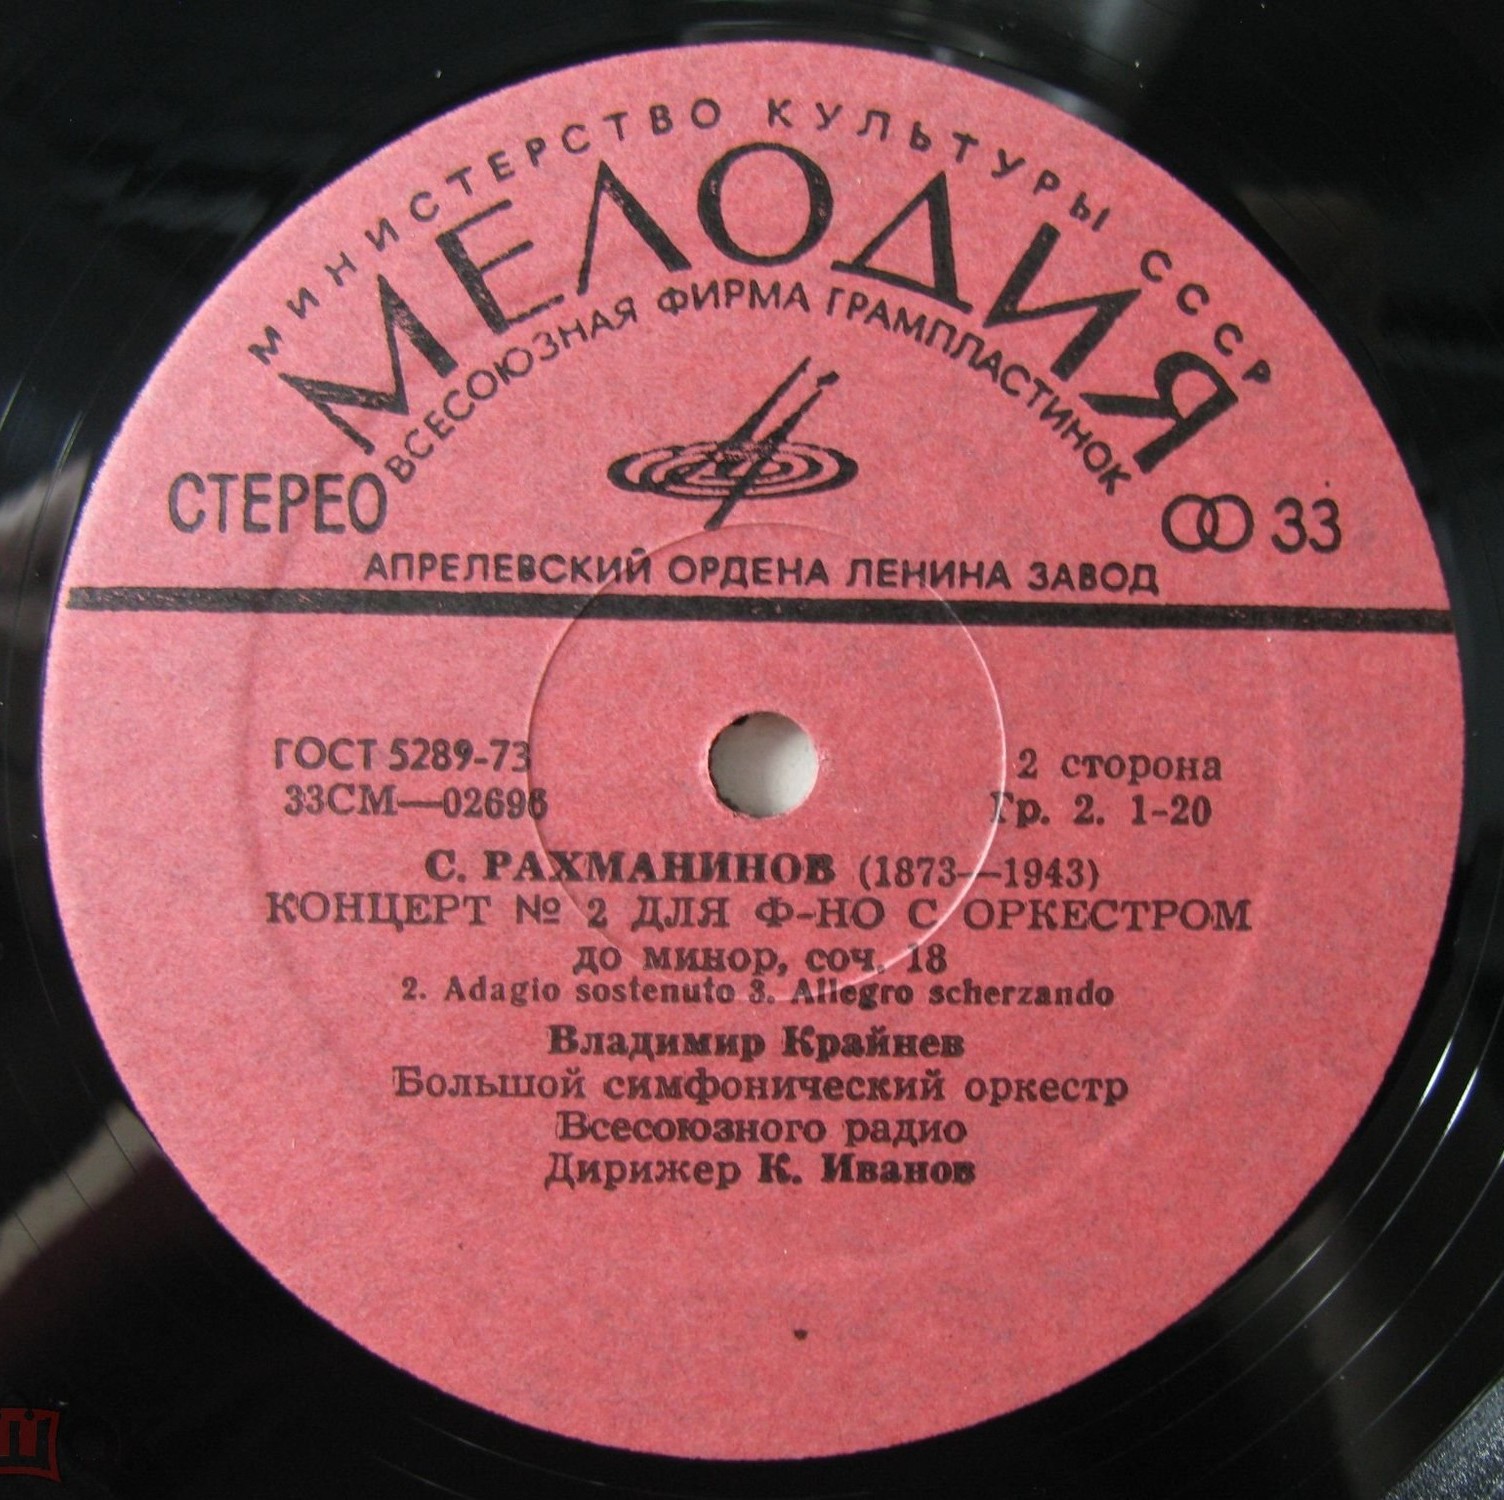 МИНИСТЕРСТВО КУЛЬТУРЫ СССР
МЕЛОДИЯ
ВСЕСОЮЗНАЯ ФИРМА ГРАМПЛАСТИНОК
СТЕРЕО
33
АПРЕЛЕВСКИЙ ОРДЕНА ЛЕНИНА ЗАВОД
ГОСТ 5289-73
2 сторона
33СМ—02696
Гр. 2. 1-20
С. РАХМАНИНОВ (1873—1943)
КОНЦЕРТ № 2 ДЛЯ Ф-НО С ОРКЕСТРОМ
до минор, соч. 18
2. Adagio sostenuto 3. Allegro scherzando
Владимир Крайнев
Большой симфонический оркестр
Всесоюзного радио
Дирижер К. Иванов